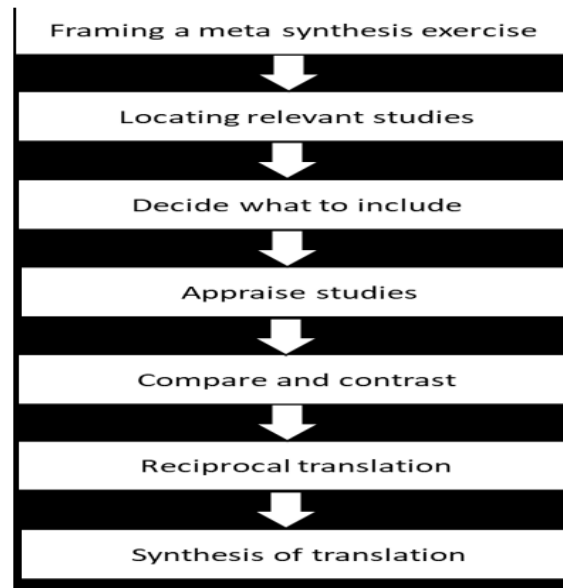 Framing a meta synthesis exercise
Locating relevant studies
Decide what to include
Appraise studies
Compare and contrast
Reciprocal translation
Synthesis of translation